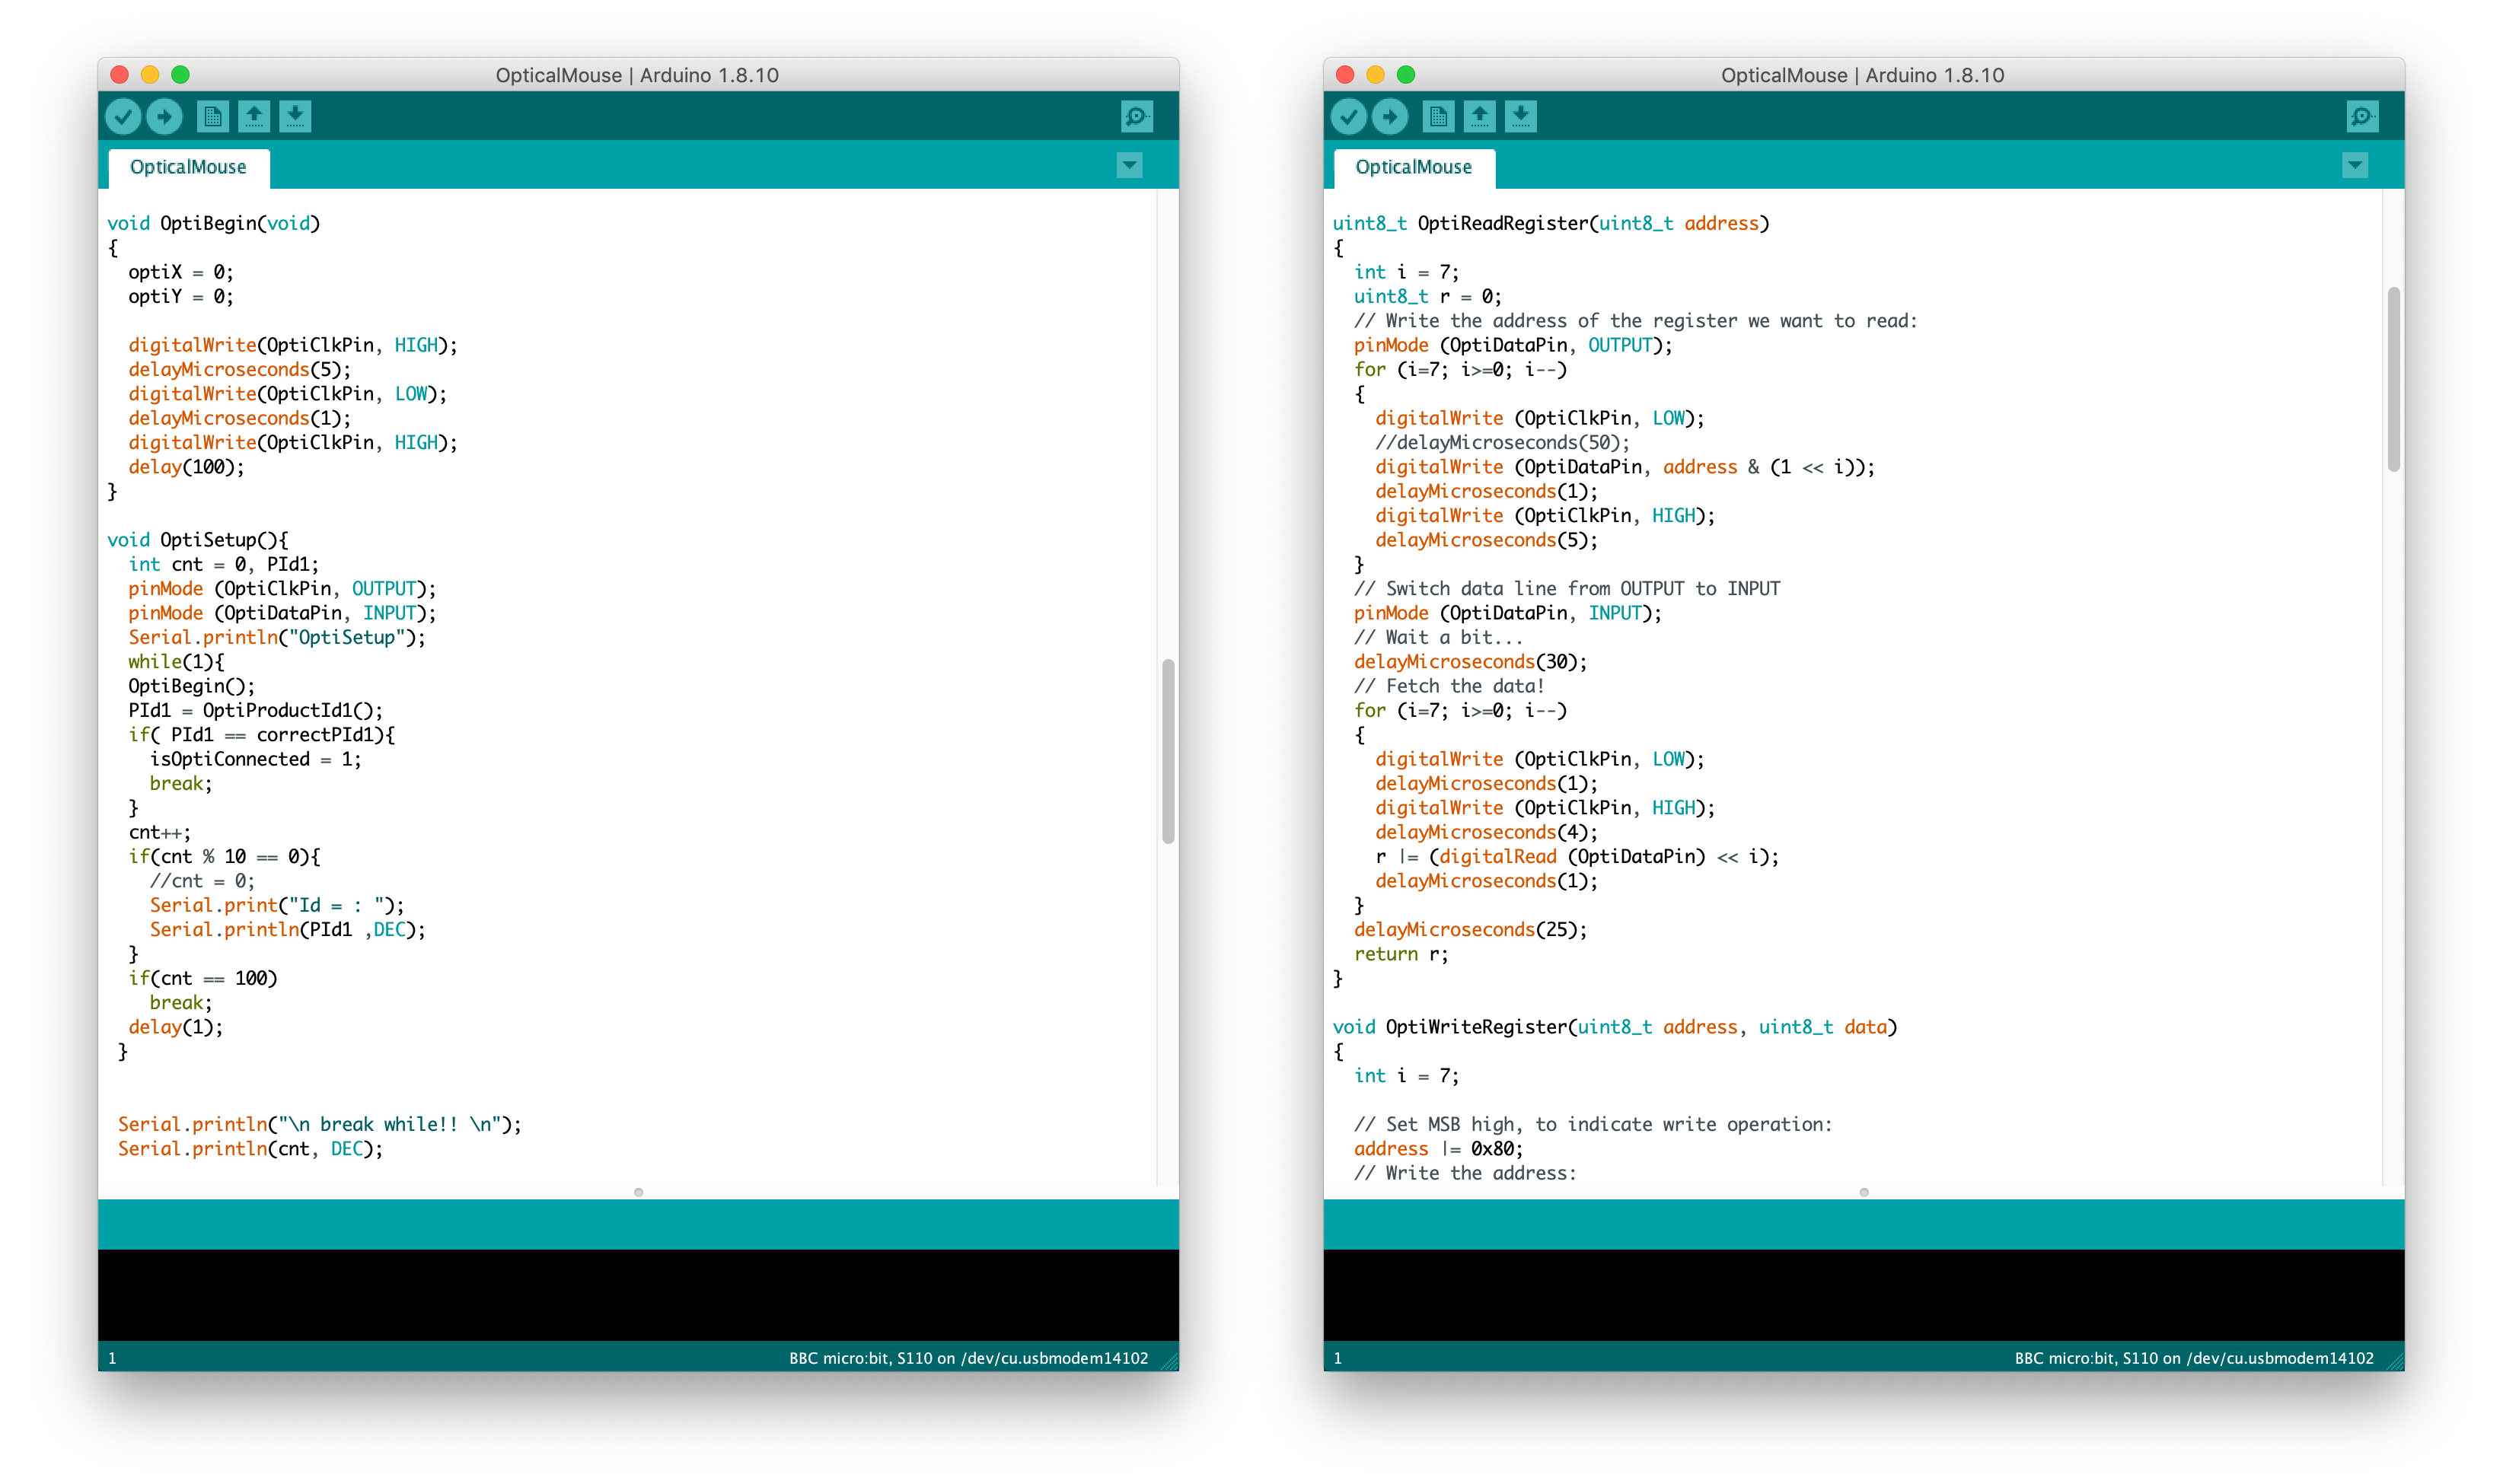 OpticalMouse | Arduino 1.8.10
OpticalMouse
void OptiBegin(void)
{
  optiX = 0;
  optiY = 0;

  digitalWrite(OptiClkPin, HIGH);
  delayMicroseconds(5);
  digitalWrite(OptiClkPin, LOW);
  delayMicroseconds(1);
  digitalWrite(OptiClkPin, HIGH);
  delay(100);
}

void OptiSetup(){
  int cnt = 0, PId1;
  pinMode (OptiClkPin, OUTPUT);
  pinMode (OptiDataPin, INPUT);
  Serial.println("OptiSetup");
  while(1){
  OptiBegin();
  PId1 = OptiProductId1();
  if( PId1 == correctPId1){
    isOptiConnected = 1;
    break;
  }
  cnt++;
  if(cnt % 10 == 0){
    //cnt = 0;
    Serial.print("Id = : ");
    Serial.println(PId1 ,DEC);
  }
  if(cnt == 100)
    break;
  delay(1);
 }

 Serial.println("\n break while!! \n");
 Serial.println(cnt, DEC);
1
BBC micro:bit, S110 on /dev/cu.usbmodem14102
OpticalMouse | Arduino 1.8.10
OpticalMouse
uint8_t OptiReadRegister(uint8_t address)
{
  int i = 7;
  uint8_t r = 0;
  // Write the address of the register we want to read:
  pinMode (OptiDataPin, OUTPUT);
  for (i=7; i>=0; i--)
  {
    digitalWrite (OptiClkPin, LOW);
    //delayMicroseconds(50);
    digitalWrite (OptiDataPin, address & (1 << i));
    delayMicroseconds(1);
    digitalWrite (OptiClkPin, HIGH);
    delayMicroseconds(5);
  }
  // Switch data line from OUTPUT to INPUT
  pinMode (OptiDataPin, INPUT);
  // Wait a bit...
  delayMicroseconds(30);
  // Fetch the data!
  for (i=7; i>=0; i--)
  {
    digitalWrite (OptiClkPin, LOW);
    delayMicroseconds(1);
    digitalWrite (OptiClkPin, HIGH);
    delayMicroseconds(4);
    r |= (digitalRead (OptiDataPin) << i);
    delayMicroseconds(1);
  }
  delayMicroseconds(25);
  return r;
}

void OptiWriteRegister(uint8_t address, uint8_t data)
{
  int i = 7;

  // Set MSB high, to indicate write operation:
  address |= 0x80;
  // Write the address:
1
BBC micro:bit, S110 on /dev/cu.usbmodem14102